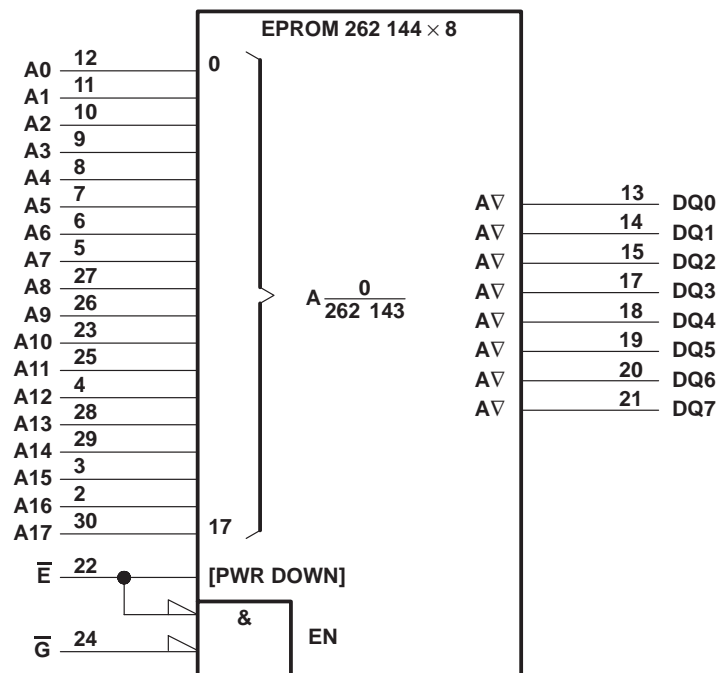 EPROM 262 144 × 8
A0 12 0
A1 11
A2 10
A3 9
A4 8
A5 7
A6 6
A7 5
A8 27
A9 26
A10 23
A11 25
A12 4
A13 28
A14 29
A15 3
A16 2
A17 30 17
A 0
262 143
A∇ 13 DQ0
A∇ 14 DQ1
A∇ 15 DQ2
A∇ 17 DQ3
A∇ 18 DQ4
A∇ 19 DQ5
A∇ 20 DQ6
A∇ 21 DQ7
E̅ 22 [PWR DOWN]
&
EN
G̅ 24